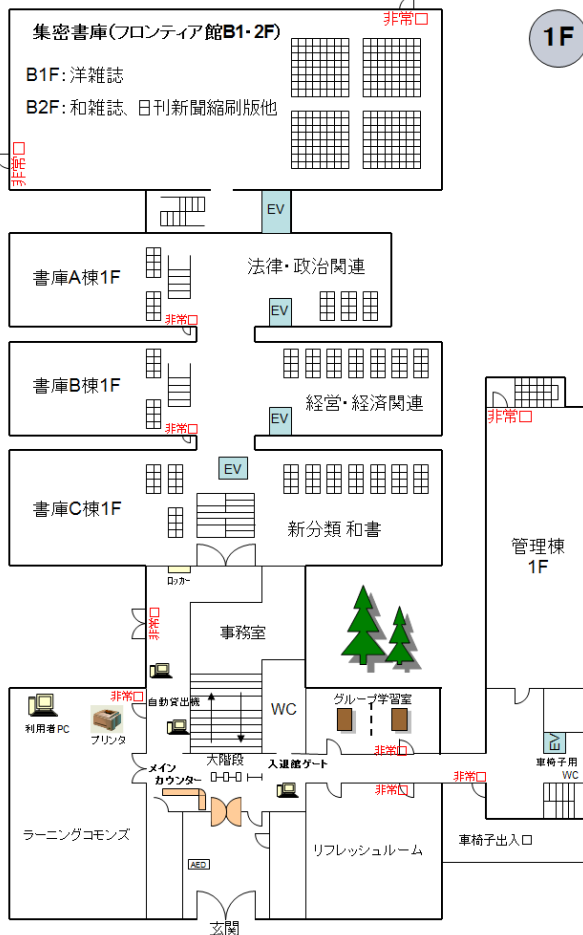 非常口
1F
集密書庫(フロンティア館B1-2F)
B1F: 洋雑誌
B2F: 和雑誌、日刊新聞縮刷版他
非常口
EV
書庫A棟1F
法律・政治関連
EV
非常口
書庫B棟1F
経営・経済関連
EV
非常口
非常口
EV
書庫C棟1F
新分類 和書
管理棟
1F
ロッカー
非常口
事務室
非常口
自動貸出機
WC
グループ学習室
利用者PC
プリンタ
非常口
EV
大階段
入退館ゲート
車椅子用
WC
メイン
カウンター
非常口
非常口
ラーニングコモンズ
リフレッシュルーム
車椅子出入口
AED
玄関